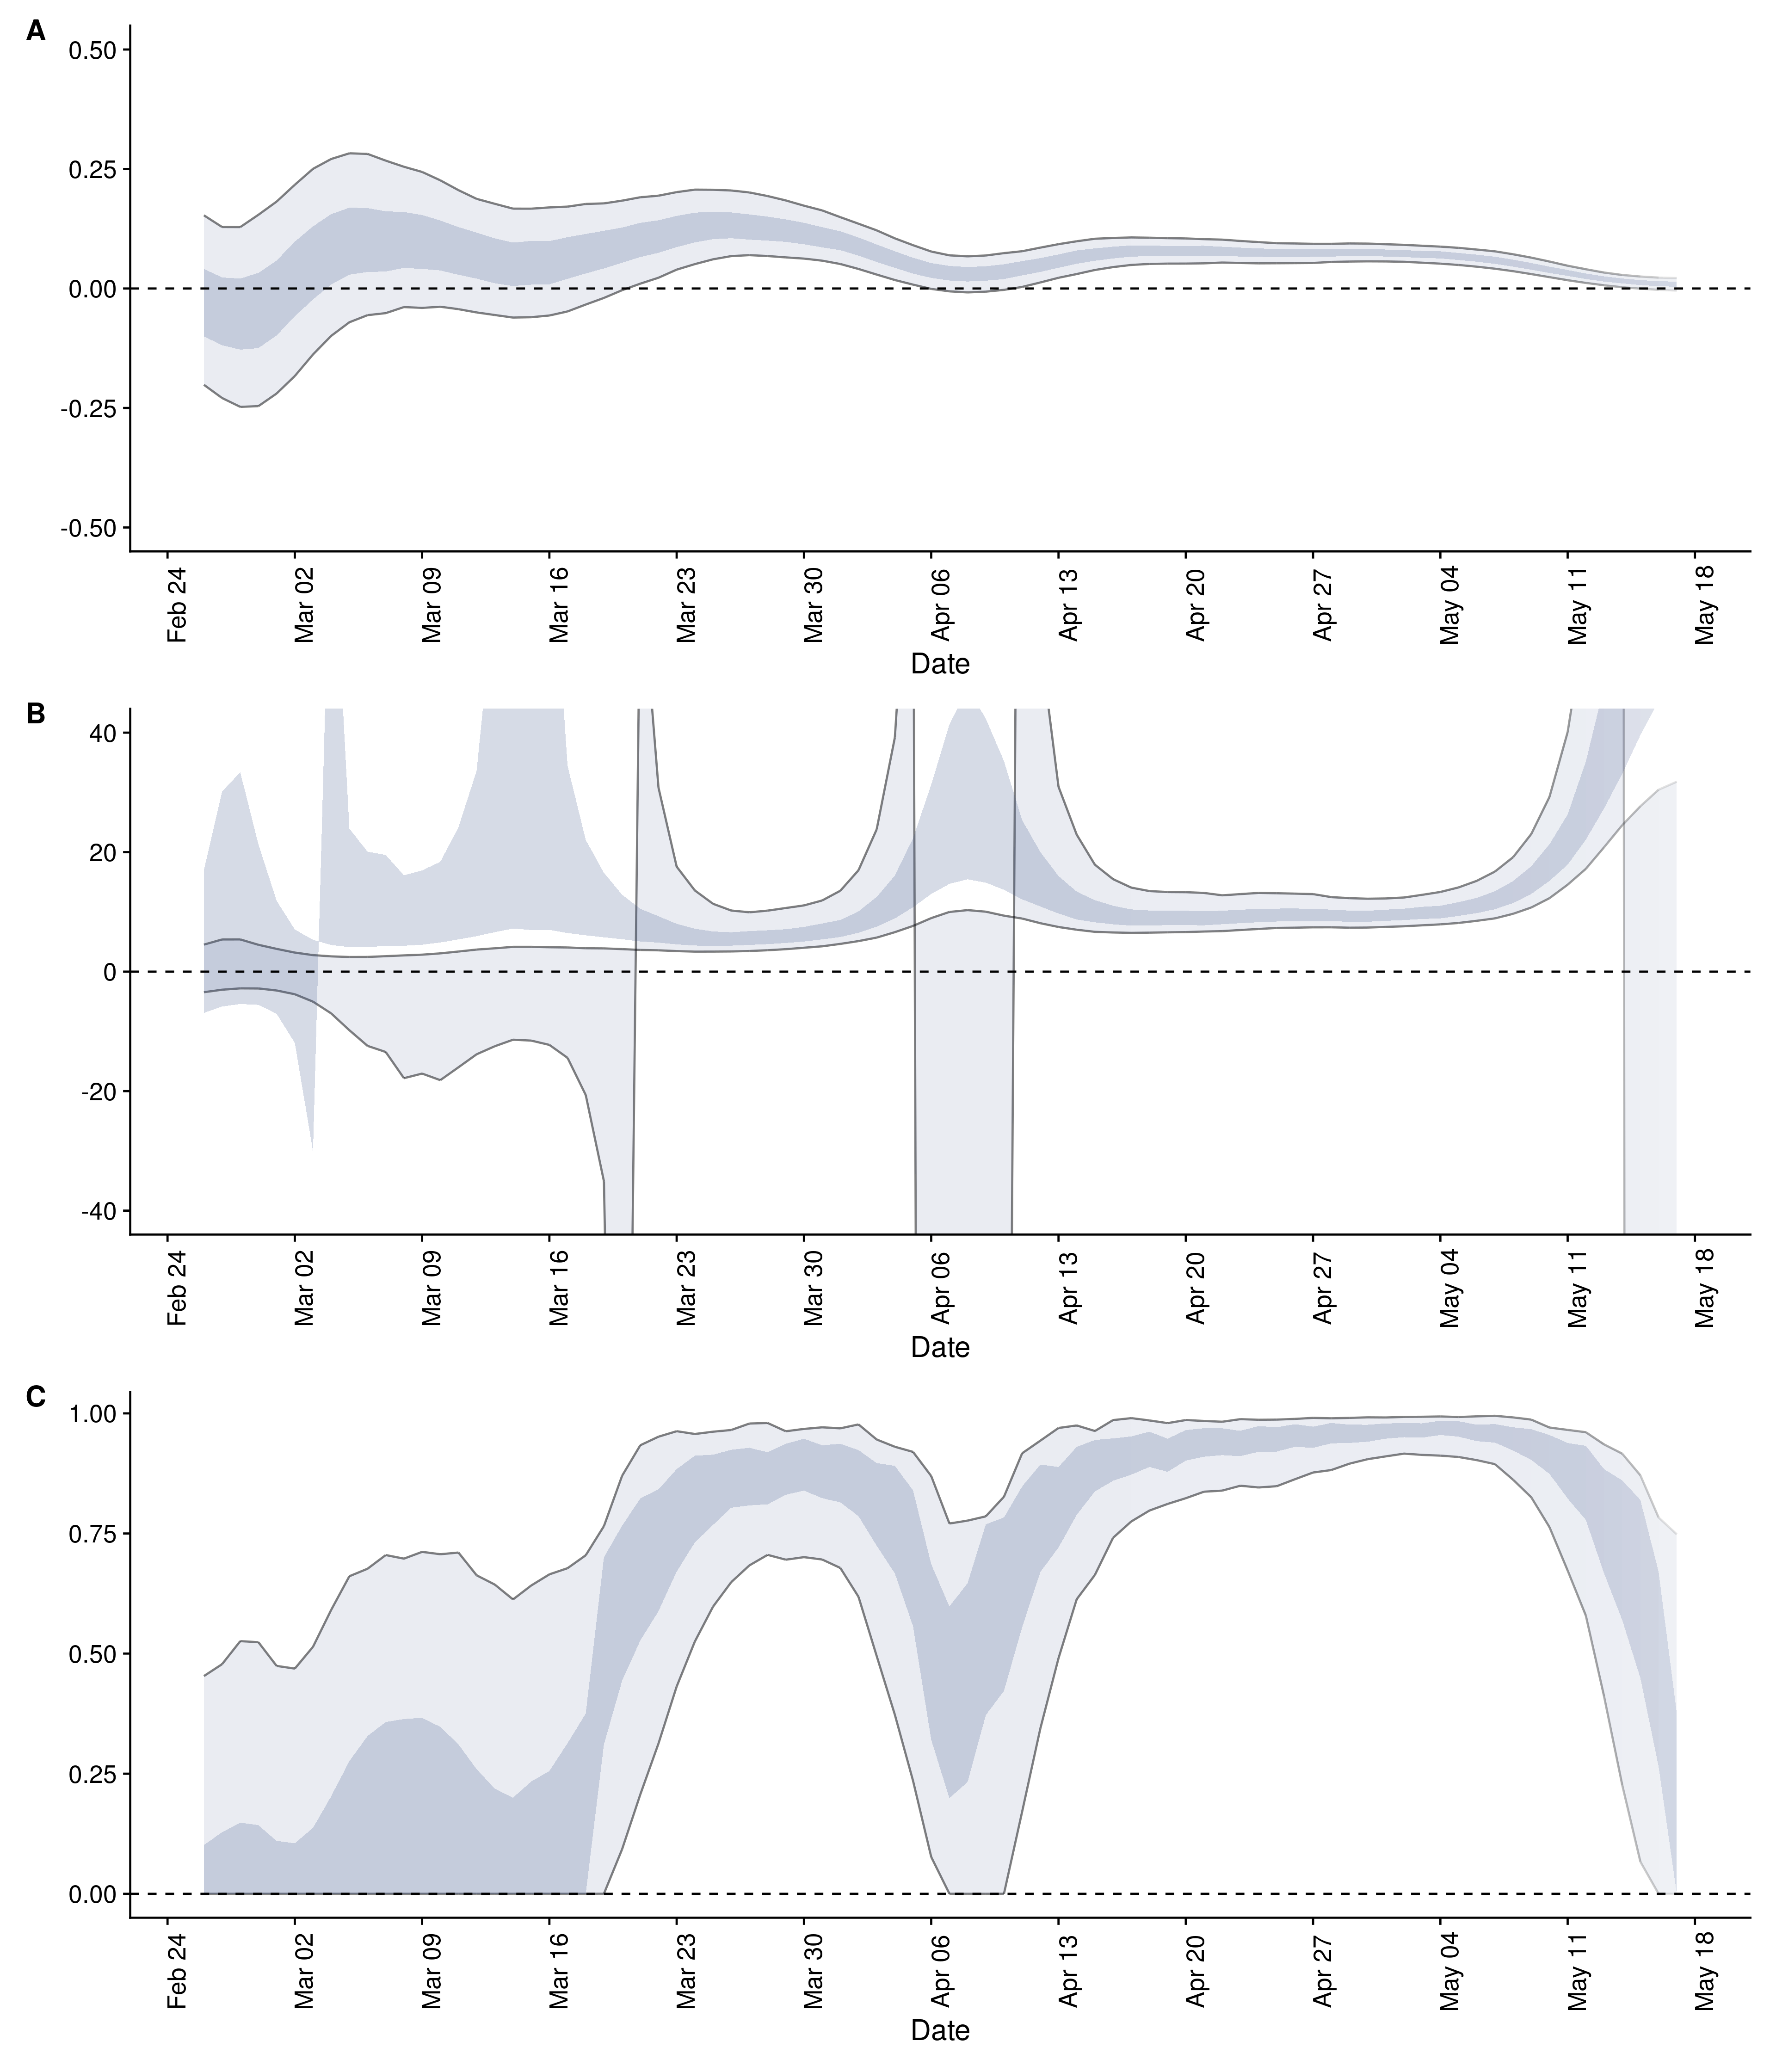 A
0.50
0.25
0.00
-0.25
-0.50
Feb 24
Mar 02
Mar 09
Mar 16
Mar 23
Mar 30
Apr 06
Apr 13
Apr 20
Apr 27
May 04
May 11
May 18
Date
B
40
20
0
-20
-40
Feb 24
Mar 02
Mar 09
Mar 16
Mar 23
Mar 30
Apr 06
Apr 13
Apr 20
Apr 27
May 04
May 11
May 18
Date
C
1.00
0.75
0.50
0.25
0.00
Feb 24
Mar 02
Mar 09
Mar 16
Mar 23
Mar 30
Apr 06
Apr 13
Apr 20
Apr 27
May 04
May 11
May 18
Date